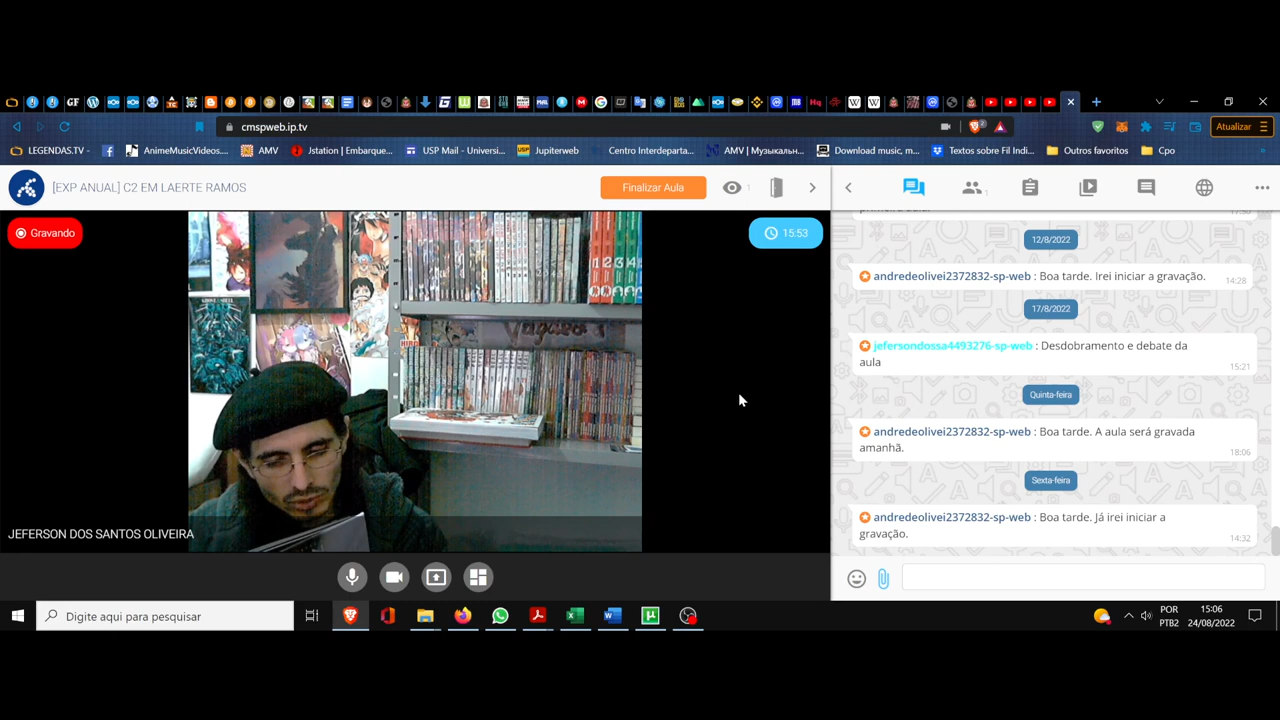 cmspweb.ip.tv
Atualizar
LEGENDAS.TV
AnimeMusicVideos...
AMV
Jstation | Embarque...
USP Mail - Universi...
Jupiterweb
Centro Interdeparta...
AMV | Музыкальн...
Download music, m...
Textos sobre Fil Indi...
Outros favoritos
Cpo
[EXP ANUAL] C2 EM LAERTE RAMOS
Finalizar Aula
1
1
Gravando
15:53
12/8/2022
andredeolivei2372832-sp-web : Boa tarde. Irei iniciar a gravação.
14:28
17/8/2022
jefersondossa4493276-sp-web : Desdobramento e debate da
aula
15:21
Quinta-feira
andredeolivei2372832-sp-web : Boa tarde. A aula será gravada
amanhã.
18:06
Sexta-feira
andredeolivei2372832-sp-web : Boa tarde. Já irei iniciar a
gravação.
14:32
JEFERSON DOS SANTOS OLIVEIRA
Digite aqui para pesquisar
POR
PTB2
15:06
24/08/2022